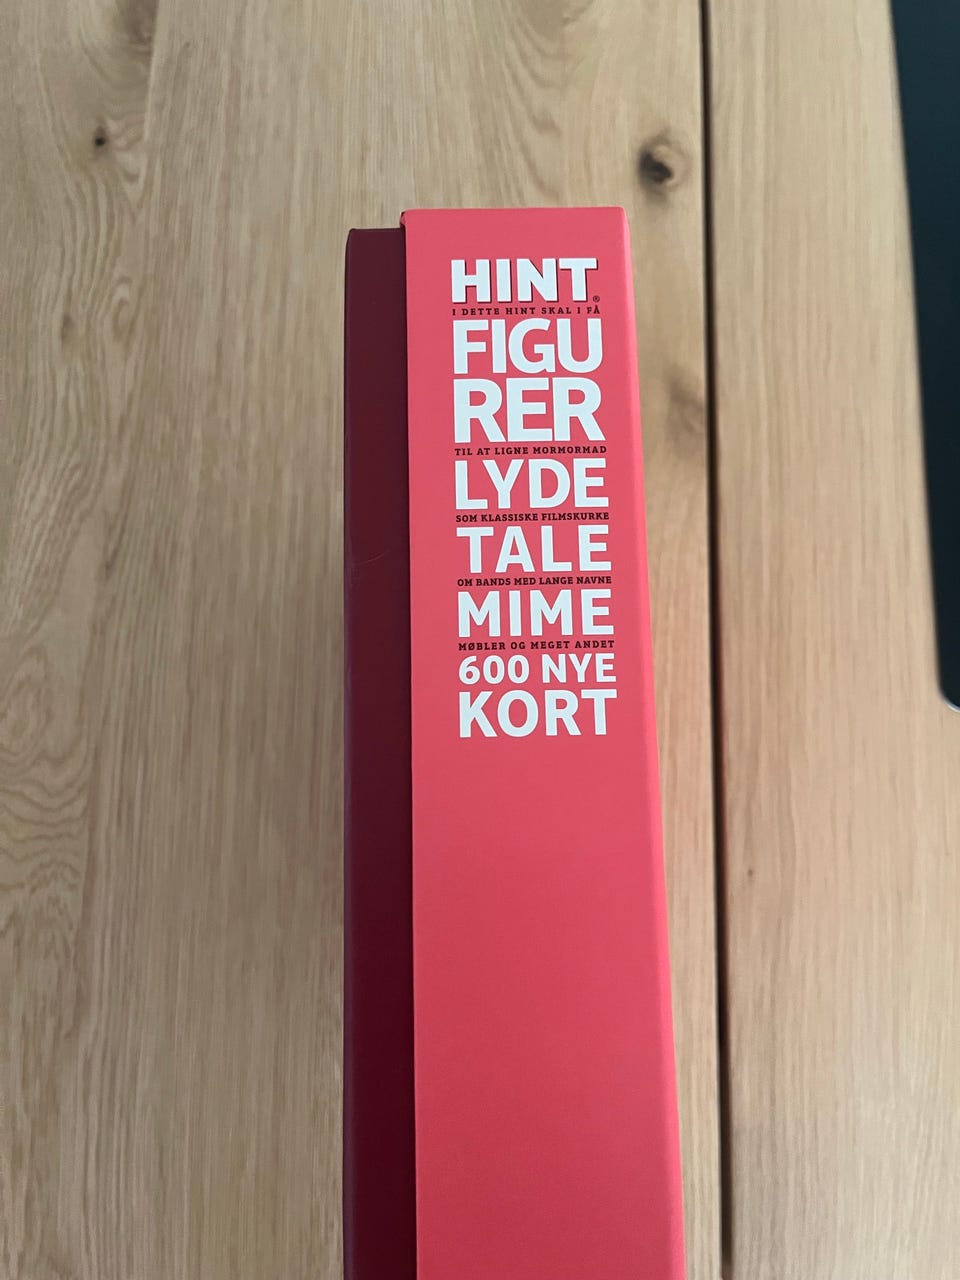 HINT®
I DETTE HINT SKAL I FÅ
FIGU
RER
TIL AT LIGNE MORMORMAD
LYDE
SOM KLASSISKE FILMSKURKE
TALE
OM BANDS MED LANGE NAVNE
MIME
MØBLER OG MEGET ANDET
600 NYE
KORT